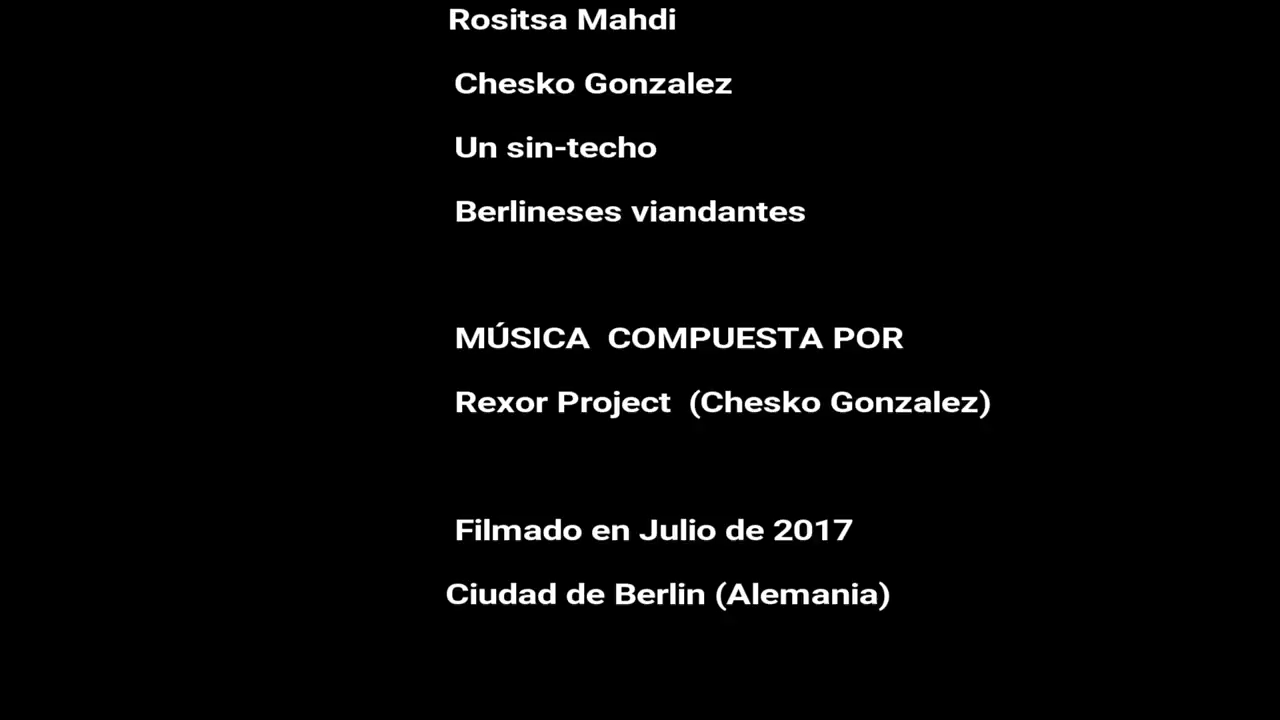 Rositsa Mahdi
Chesko Gonzalez
Un sin-techo
Berlineses viandantes
MÚSICA COMPUESTA POR
Rexor Project (Chesko Gonzalez)
Filmado en Julio de 2017
Ciudad de Berlin (Alemania)